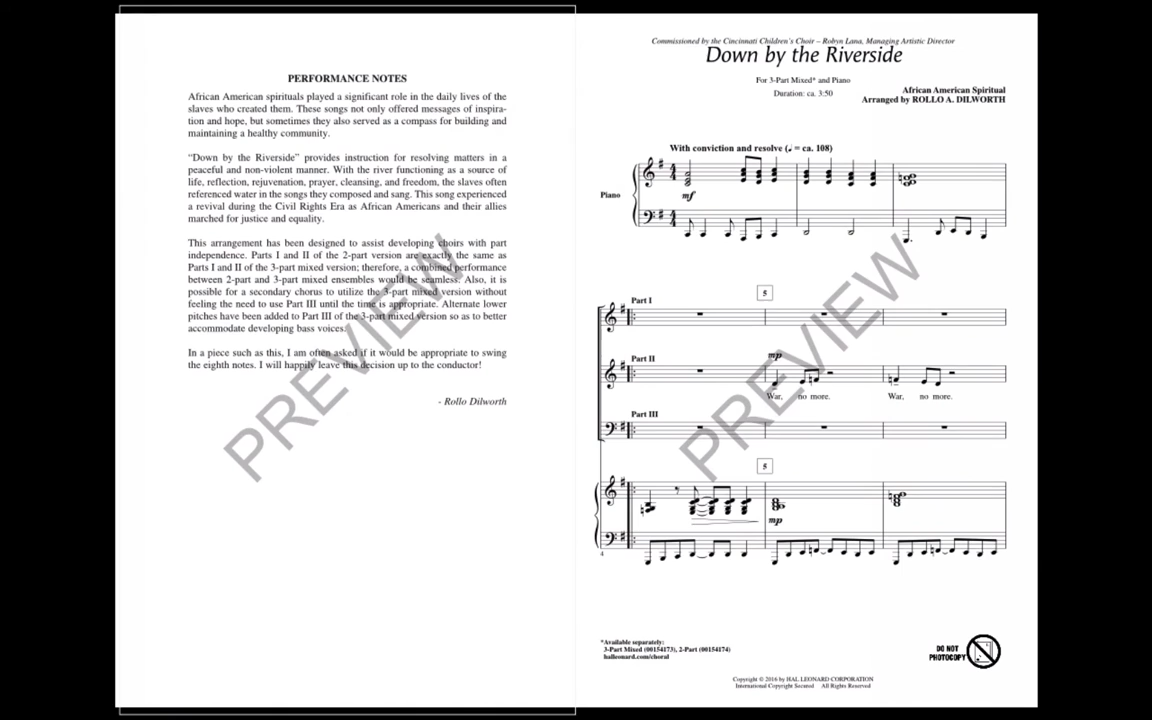 PERFORMANCE NOTES
African American spirituals played a significant role in the daily lives of the
slaves who created them. These songs not only offered messages of inspira-
tion and hope, but sometimes they also served as a compass for building and
maintaining a healthy community.
“Down by the Riverside” provides instruction for resolving matters in a
peaceful and non-violent manner. With the river functioning as a source of
life, reflection, rejuvenation, prayer, cleansing, and freedom, the slaves often
referenced water in the songs they composed and sang. This song experienced
a revival during the Civil Rights Era as African Americans and their allies
marched for justice and equality.
This arrangement has been designed to assist developing choirs with part
independence. Parts I and II of the 2-part version are exactly the same as
Parts I and II of the 3-part mixed version; therefore, a combined performance
between 2-part and 3-part mixed ensembles would be seamless. Also, it is
possible for a secondary chorus to utilize the 3-part mixed version without
feeling the need to use Part III until the time is appropriate. Alternate lower
pitches have been added to Part III of the 3-part mixed version so as to better
accommodate developing bass voices.
In a piece such as this, I am often asked if it would be appropriate to swing
the eighth notes. I will happily leave this decision up to the conductor!
- Rollo Dilworth
PREVIEW
Commissioned by the Cincinnati Children's Choir – Robyn Lana, Managing Artistic Director
Down by the Riverside
For 3-Part Mixed* and Piano
Duration: ca. 3:50
African American Spiritual
Arranged by ROLLO A. DILWORTH
With conviction and resolve (♩ = ca. 108)
Piano
mf
5
Part I
Part II
mp
War, no more. War, no more.
Part III
5
mp
4
PREVIEW
*Available separately:
3-Part Mixed (00154173), 2-Part (00154174)
halleonard.com/choral
DO NOT
PHOTOCOPY
Copyright © 2016 by HAL LEONARD CORPORATION
International Copyright Secured All Rights Reserved